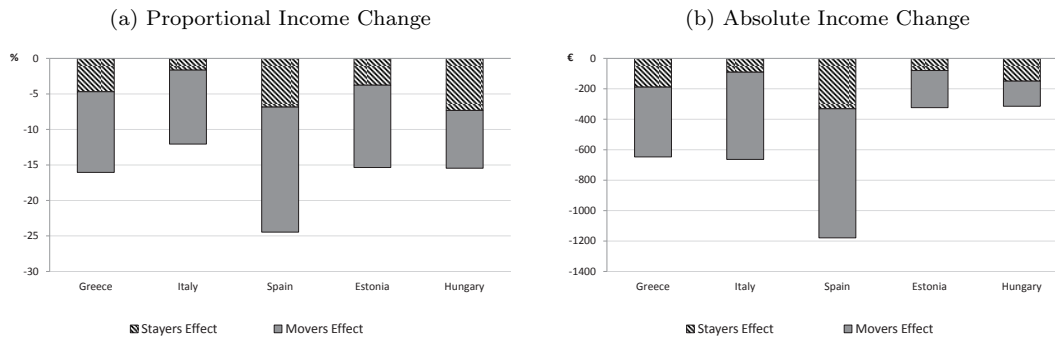 (a) Proportional Income Change
%
0
-5
-10
-15
-20
-25
-30
Greece Italy Spain Estonia Hungary
Stayers Effect Movers Effect
(b) Absolute Income Change
€
0
-200
-400
-600
-800
-1000
-1200
-1400
Greece Italy Spain Estonia Hungary
Stayers Effect Movers Effect